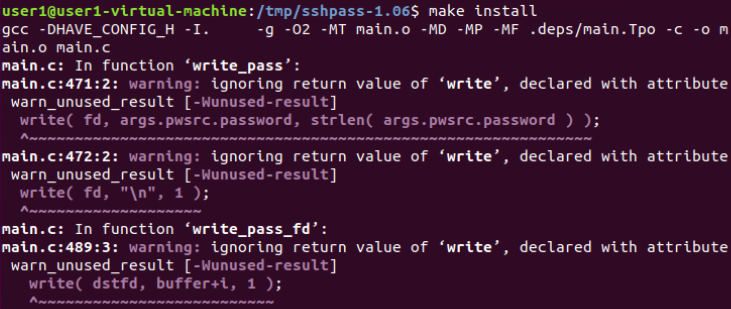 user1@user1-virtual-machine:/tmp/sshpass-1.06$ make install
gcc -DHAVE_CONFIG_H -I.     -g -O2 -MT main.o -MD -MP -MF .deps/main.Tpo -c -o m
ain.o main.c
main.c: In function ‘write_pass’:
main.c:471:2: warning: ignoring return value of ‘write’, declared with attribute
 warn_unused_result [-Wunused-result]
  write( fd, args.pwsrc.password, strlen( args.pwsrc.password ) );
  ^~~~~~~~~~~~~~~~~~~~~~~~~~~~~~~~~~~~~~~~~~~~~~~~~~~~~~~~~~~~~~~
main.c:472:2: warning: ignoring return value of ‘write’, declared with attribute
 warn_unused_result [-Wunused-result]
  write( fd, "\n", 1 );
  ^~~~~~~~~~~~~~~~~~~~
main.c: In function ‘write_pass_fd’:
main.c:489:3: warning: ignoring return value of ‘write’, declared with attribute
 warn_unused_result [-Wunused-result]
   write( dstfd, buffer+i, 1 );
   ^~~~~~~~~~~~~~~~~~~~~~~~~~~